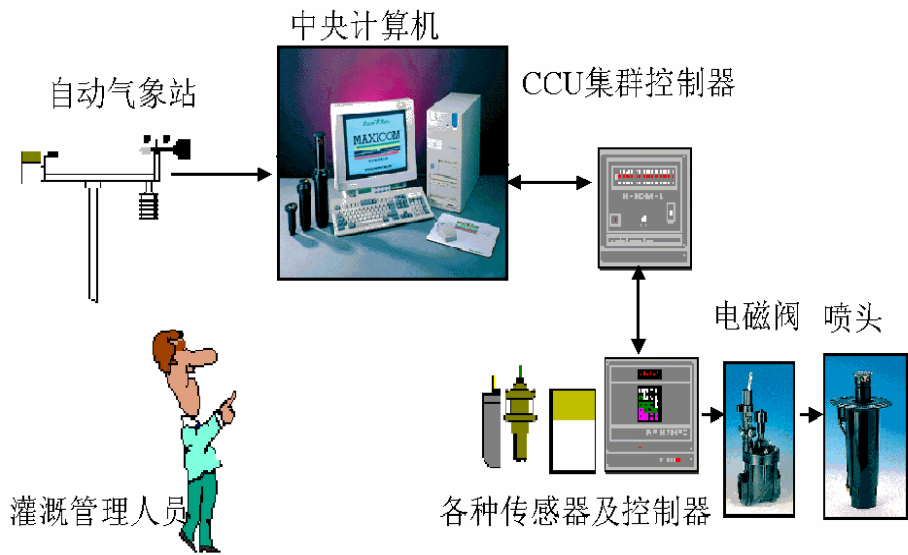 中央计算机
自动气象站
CCU集群控制器
MAXICOM
电磁阀
喷头
各种传感器及控制器
灌溉管理人员